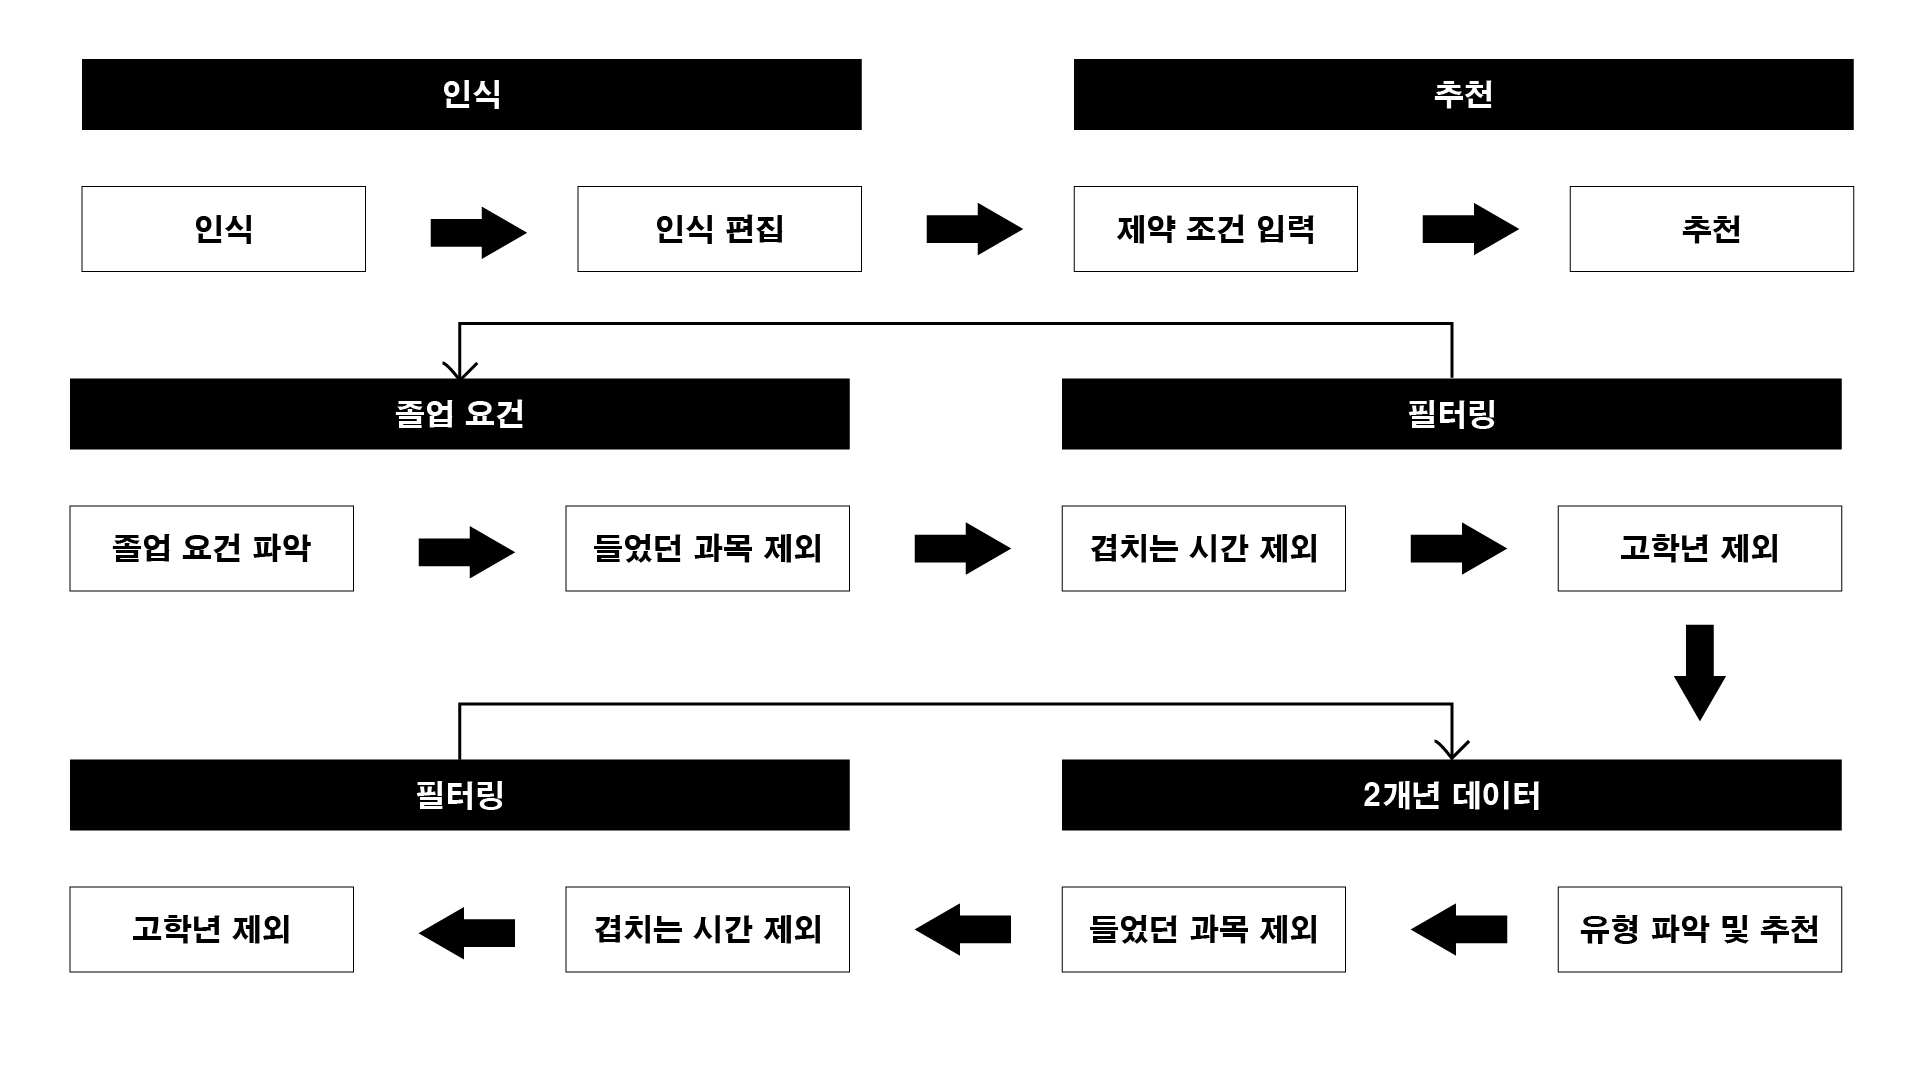 인식
추천
인식
인식 편집
제약 조건 입력
추천
졸업 요건
필터링
졸업 요건 파악
들었던 과목 제외
겹치는 시간 제외
고학년 제외
필터링
2개년 데이터
고학년 제외
겹치는 시간 제외
들었던 과목 제외
유형 파악 및 추천